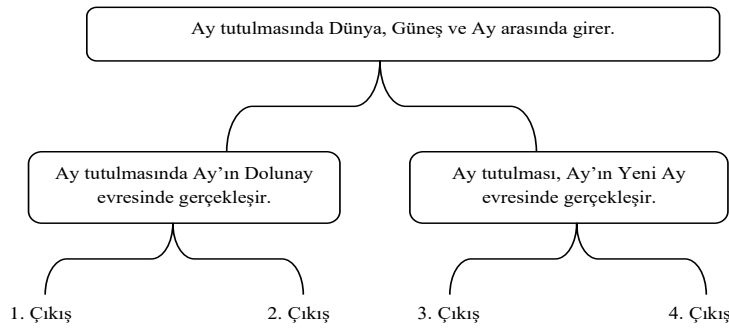 Ay tutulmasında Dünya, Güneş ve Ay arasında girer.
Ay tutulmasında Ay’ın Dolunay
evresinde gerçekleşir.
Ay tutulması, Ay’ın Yeni Ay
evresinde gerçekleşir.
1. Çıkış
2. Çıkış
3. Çıkış
4. Çıkış